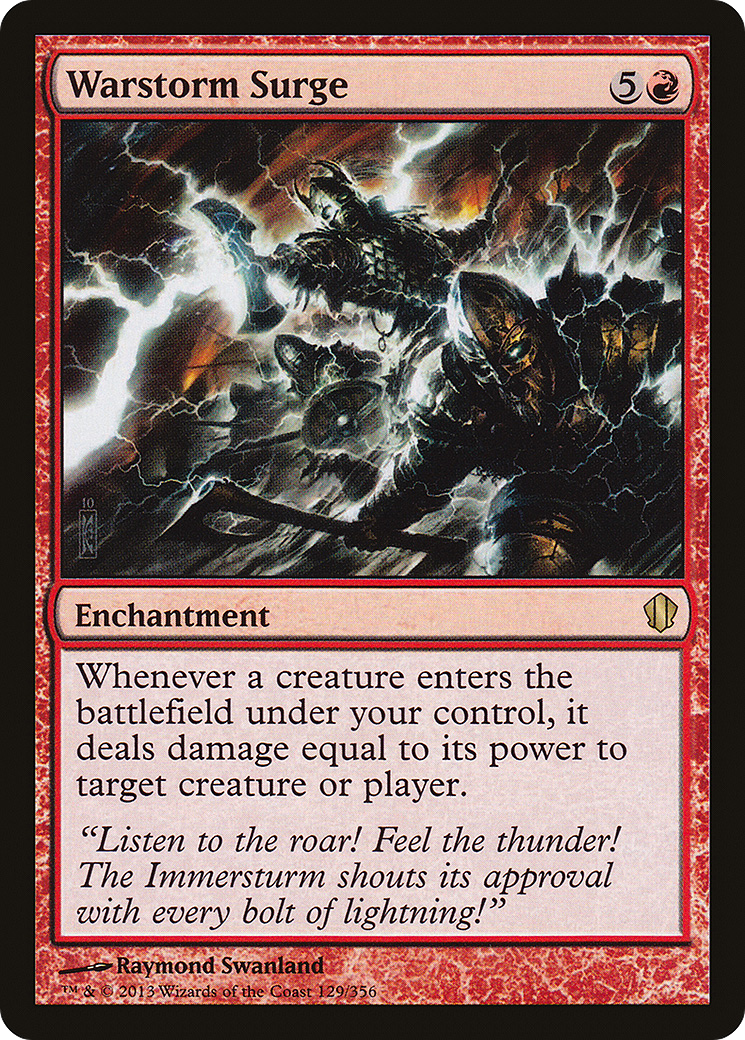 Warstorm Surge 5
10
Enchantment
Whenever a creature enters the
battlefield under your control, it
deals damage equal to its power to
target creature or player.
“Listen to the roar! Feel the thunder!
The Immersturm shouts its approval
with every bolt of lightning!”
Raymond Swanland
™ & © 2013 Wizards of the Coast 129/356